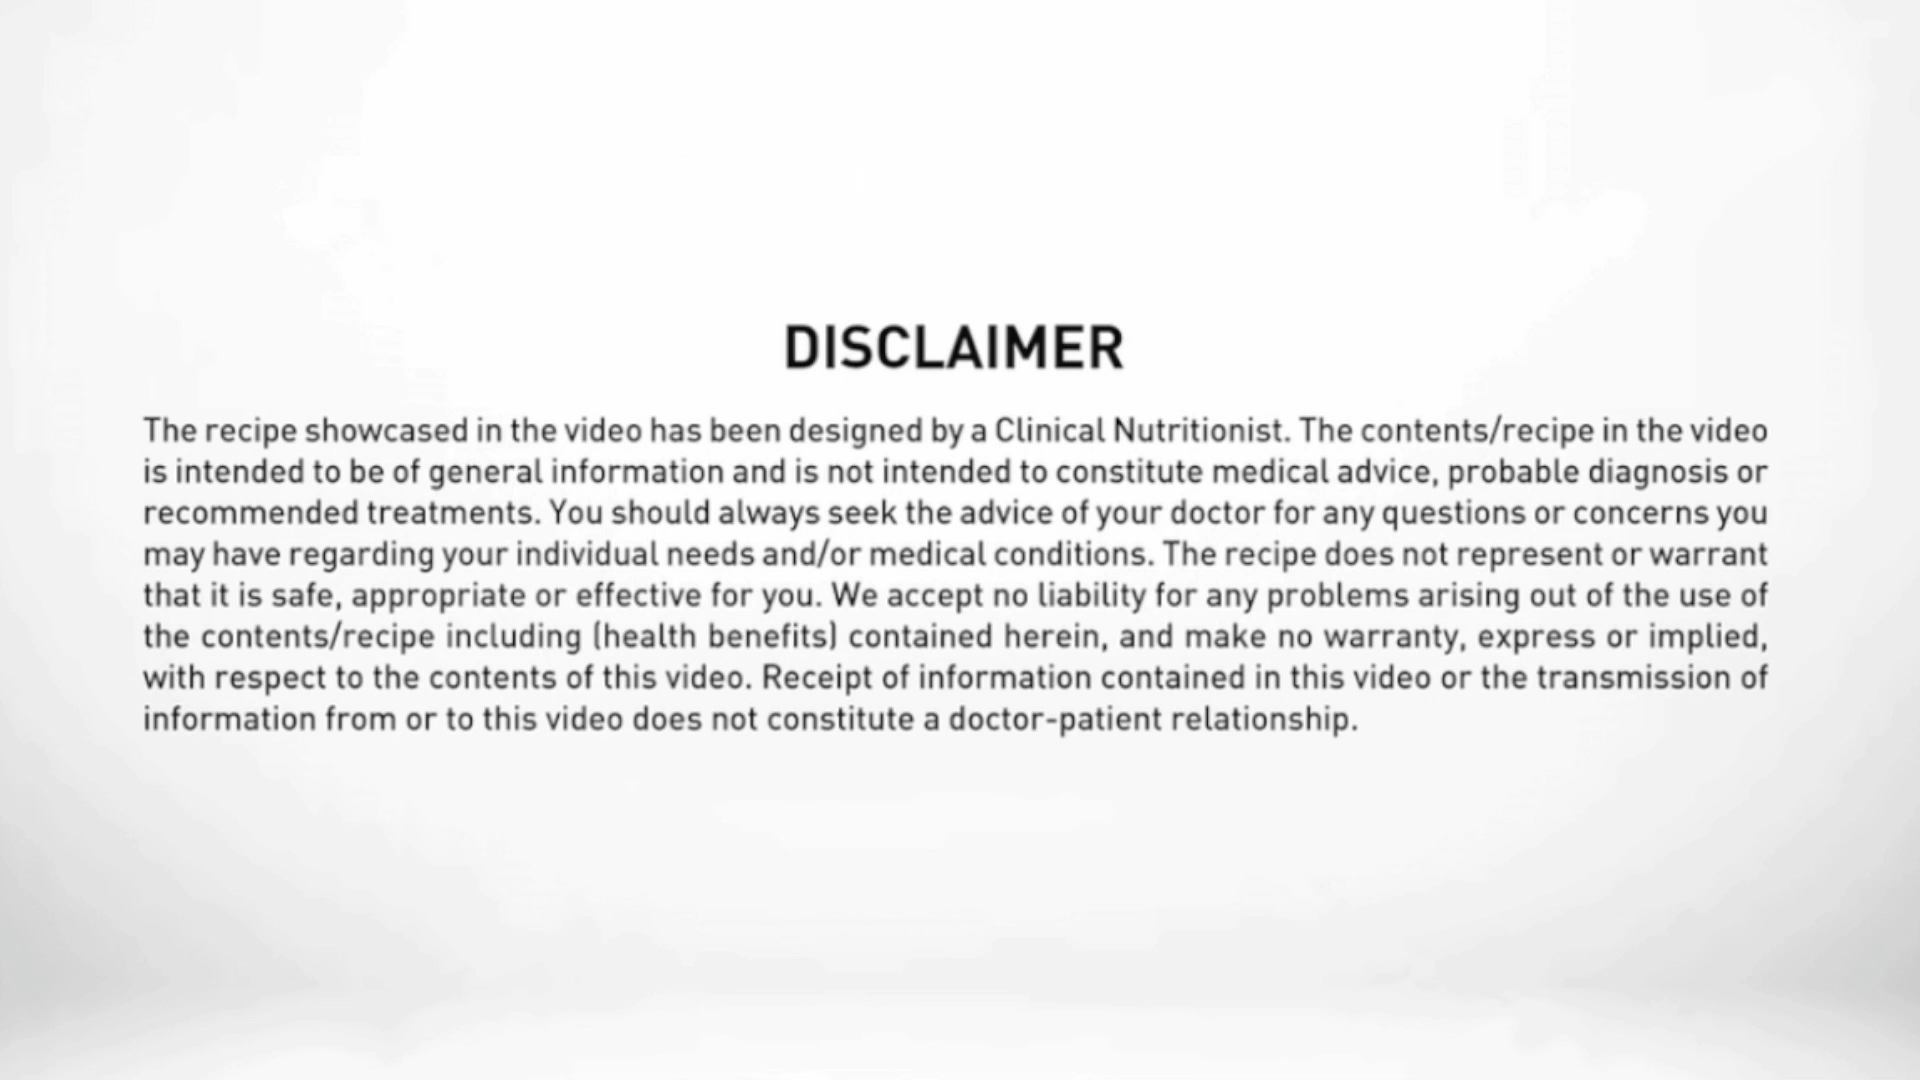 DISCLAIMER
The recipe showcased in the video has been designed by a Clinical Nutritionist. The contents/recipe in the video
is intended to be of general information and is not intended to constitute medical advice, probable diagnosis or
recommended treatments. You should always seek the advice of your doctor for any questions or concerns you
may have regarding your individual needs and/or medical conditions. The recipe does not represent or warrant
that it is safe, appropriate or effective for you. We accept no liability for any problems arising out of the use of
the contents/recipe including (health benefits) contained herein, and make no warranty, express or implied,
with respect to the contents of this video. Receipt of information contained in this video or the transmission of
information from or to this video does not constitute a doctor-patient relationship.